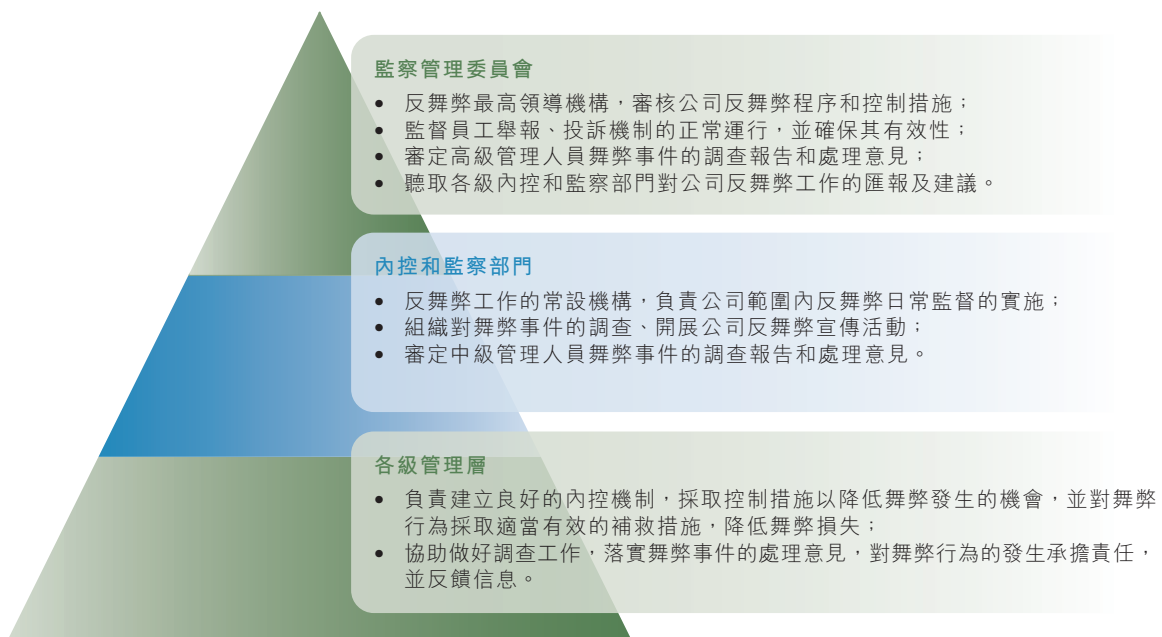 監察管理委員會
• 反舞弊最高領導機構，審核公司反舞弊程序和控制措施；
• 監督員工舉報、投訴機制的正常運行，並確保其有效性；
• 審定高級管理人員舞弊事件的調查報告和處理意見；
• 聽取各級內控和監察部門對公司反舞弊工作的匯報及建議。
內控和監察部門
• 反舞弊工作的常設機構，負責公司範圍內反舞弊日常監督的實施；
• 組織對舞弊事件的調查、開展公司反舞弊宣傳活動；
• 審定中級管理人員舞弊事件的調查報告和處理意見。
各級管理層
• 負責建立良好的內控機制，採取控制措施以降低舞弊發生的機會，並對舞弊
行為採取適當有效的補救措施，降低舞弊損失；
• 協助做好調查工作，落實舞弊事件的處理意見，對舞弊行為的發生承擔責任，
並反饋信息。